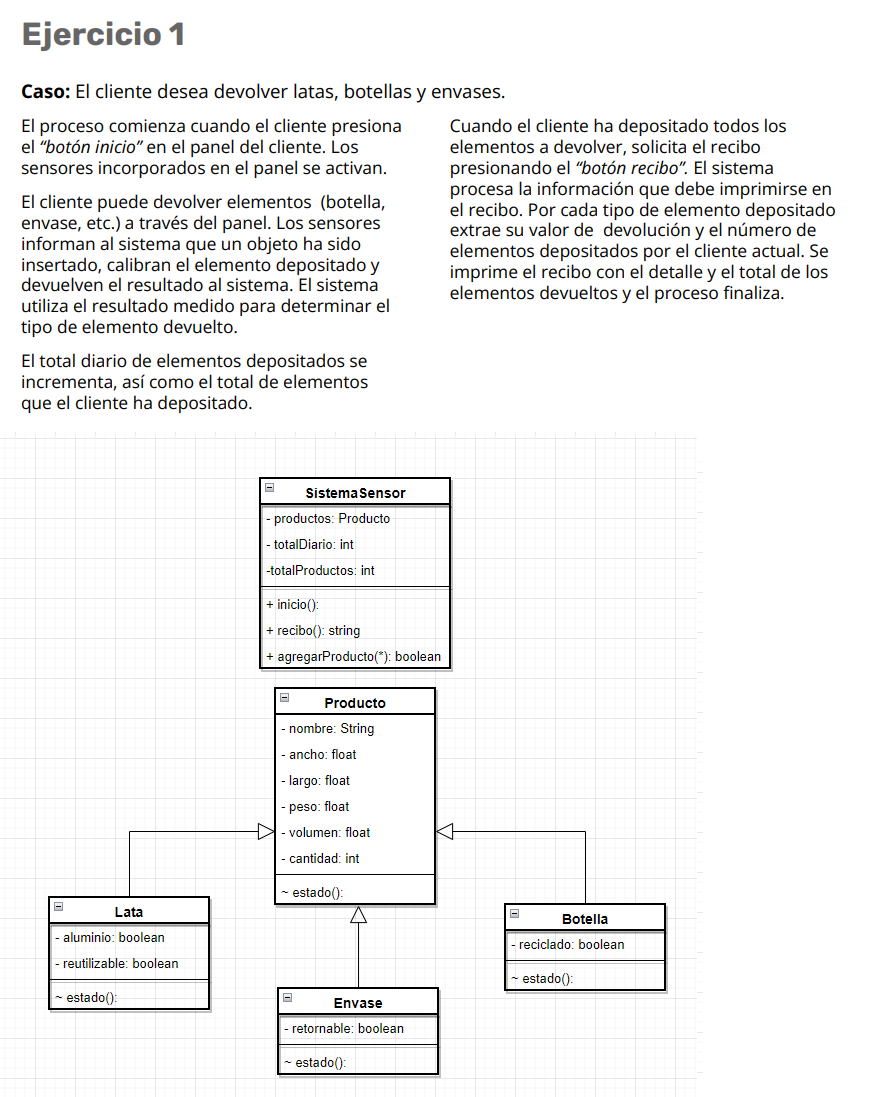 Ejercicio 1
Caso: El cliente desea devolver latas, botellas y envases.
El proceso comienza cuando el cliente presiona
el “botón inicio” en el panel del cliente. Los
sensores incorporados en el panel se activan.
El cliente puede devolver elementos (botella,
envase, etc.) a través del panel. Los sensores
informan al sistema que un objeto ha sido
insertado, calibran el elemento depositado y
devuelven el resultado al sistema. El sistema
utiliza el resultado medido para determinar el
tipo de elemento devuelto.
El total diario de elementos depositados se
incrementa, así como el total de elementos
que el cliente ha depositado.
Cuando el cliente ha depositado todos los
elementos a devolver, solicita el recibo
presionando el “botón recibo”. El sistema
procesa la información que debe imprimirse en
el recibo. Por cada tipo de elemento depositado
extrae su valor de devolución y el número de
elementos depositados por el cliente actual. Se
imprime el recibo con el detalle y el total de los
elementos devueltos y el proceso finaliza.
SistemaSensor
- productos: Producto
- totalDiario: int
-totalProductos: int
+ inicio():
+ recibo(): string
+ agregarProducto(*): boolean
Producto
- nombre: String
- ancho: float
- largo: float
- peso: float
- volumen: float
- cantidad: int
~ estado():
Lata
- aluminio: boolean
- reutilizable: boolean
~ estado():
Envase
- retornable: boolean
~ estado():
Botella
- reciclado: boolean
~ estado():